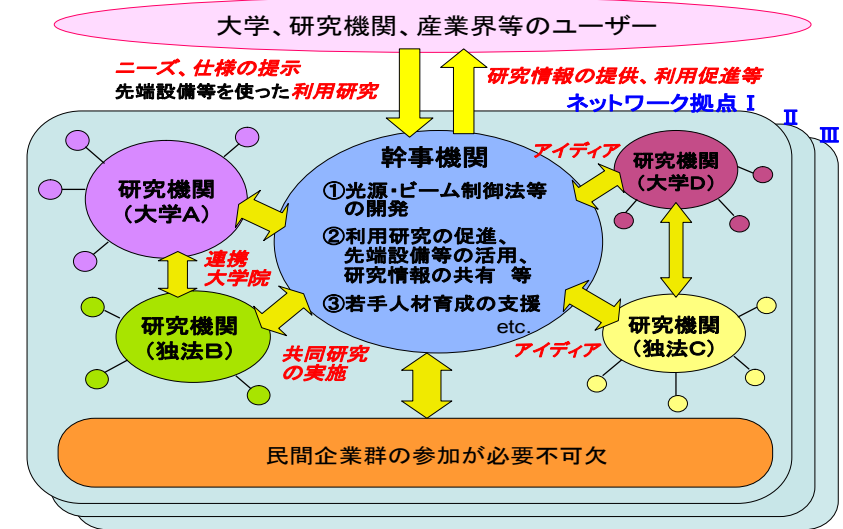 大学、研究機関、産業界等のユーザー
ニーズ、仕様の提示
先端設備等を使った利用研究
研究情報の提供、利用促進等
ネットワーク拠点Ⅰ
Ⅱ
Ⅲ
幹事機関
①光源・ビーム制御法等
の開発
②利用研究の促進、
先端設備等の活用、
研究情報の共有 等
③若手人材育成の支援
etc.
研究機関
(大学A)
アイディア
研究機関
(大学D)
連携
大学院
研究機関
(独法B)
共同研究
の実施
アイディア
研究機関
(独法C)
民間企業群の参加が必要不可欠